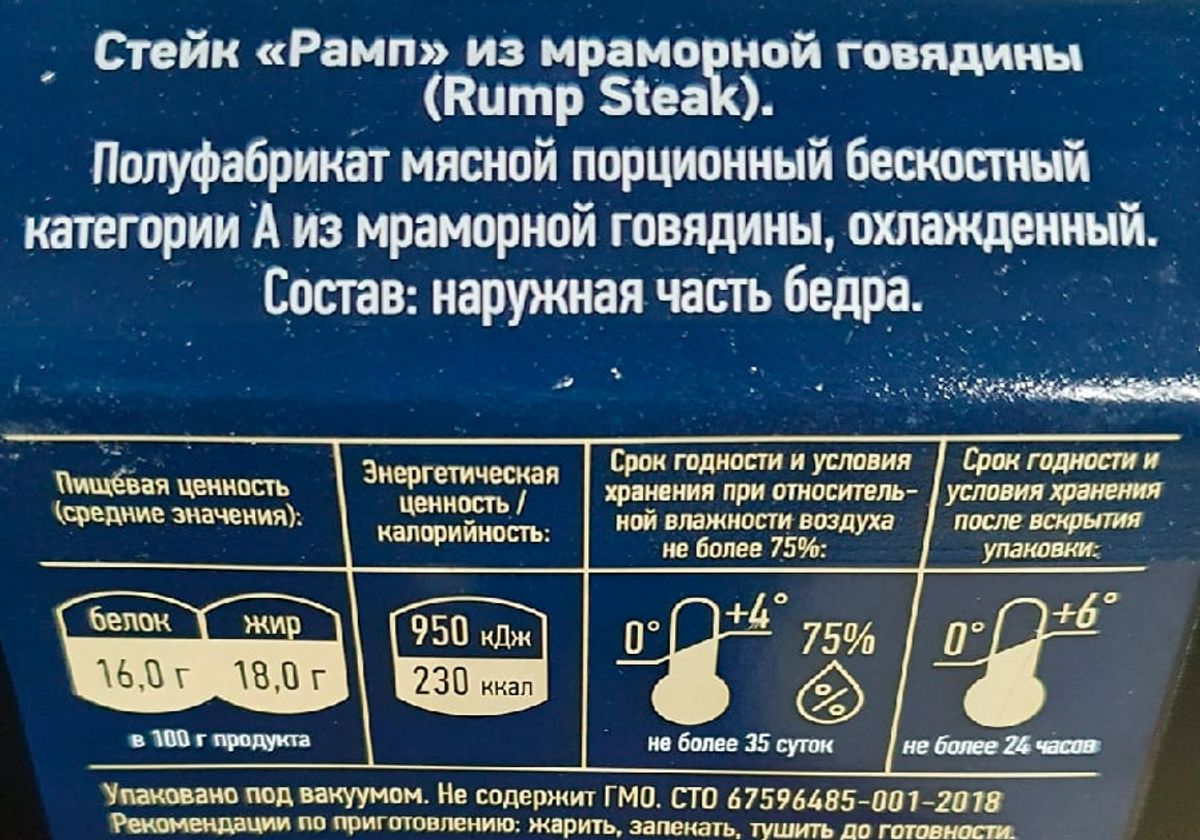 Стейк «Рамп» из мраморной говядины
(Rump Steak).
Полуфабрикат мясной порционный бескостный
категории А из мраморной говядины, охлажденный.
Состав: наружная часть бедра.
Пищевая ценность
(средние значения):
белок жир
16,0 г 18,0 г
в 100 г продукта
Энергетическая
ценность /
калорийность:
950 кДж
230 ккал
Срок годности и условия
хранения при относитель-
ной влажности воздуха
не более 75%:
0° +4° 75%
%
не более 35 суток
Срок годности и
условия хранения
после вскрытия
упаковки:
0° +6°
не более 24 часов
Упаковано под вакуумом. Не содержит ГМО. СТО 67596485-001-2018
Рекомендации по приготовлению: жарить, запекать, тушить до готовности.